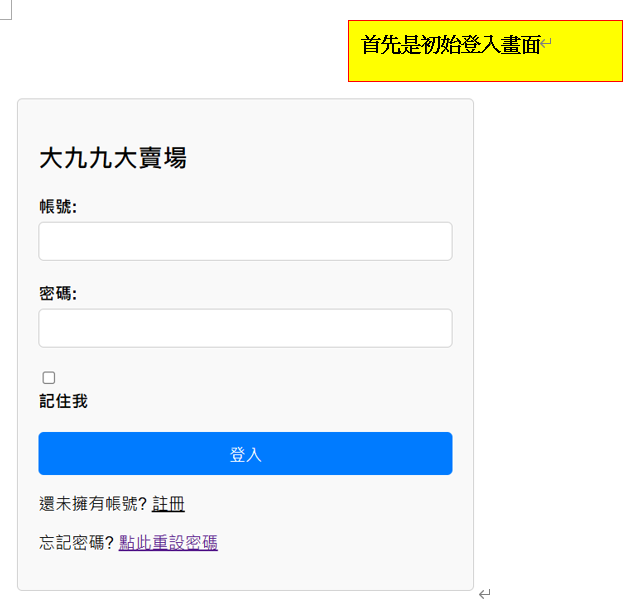 首先是初始登入畫面
大九九大賣場
帳號:
密碼:
記住我
登入
還未擁有帳號? 註冊
忘記密碼? 點此重設密碼